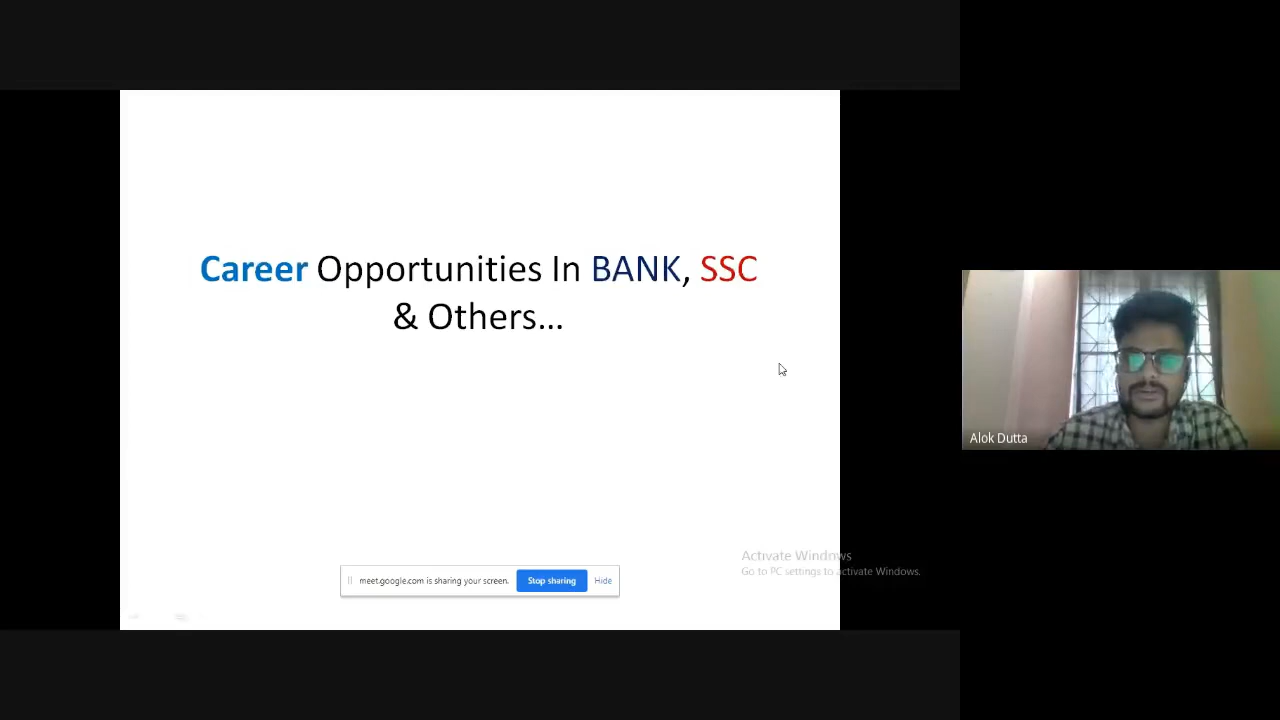 Career Opportunities In BANK, SSC
& Others...
Alok Dutta
Activate Windows
Go to PC settings to activate Windows.
meet.google.com is sharing your screen. Stop sharing Hide